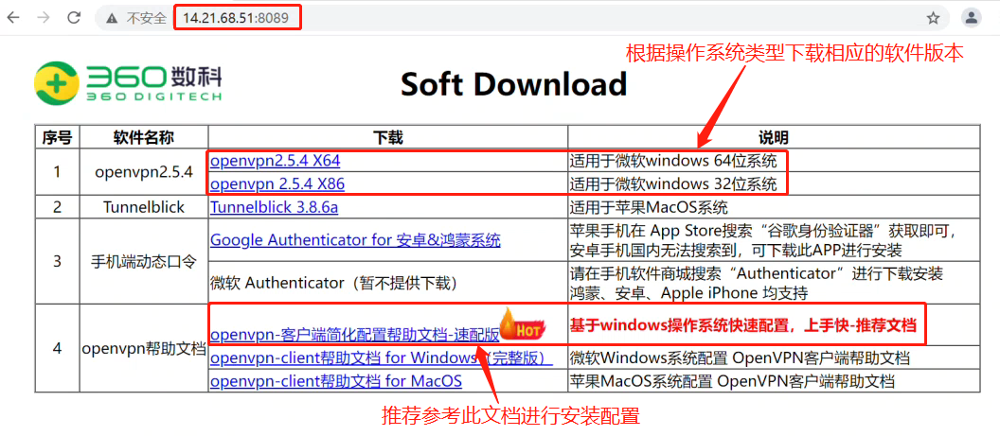 不安全 14.21.68.51:8089
根据操作系统类型下载相应的软件版本
360数科
360 DIGITECH
Soft Download
序号 软件名称 下载 说明
1 openvpn2.5.4 openvpn2.5.4 X64 适用于微软windows 64位系统
openvpn 2.5.4 X86 适用于微软windows 32位系统
2 Tunnelblick Tunnelblick 3.8.6a 适用于苹果MacOS系统
3 手机端动态口令 Google Authenticator for 安卓&鸿蒙系统 苹果手机在 App Store搜索“谷歌身份验证器”获取即可,
安卓手机国内无法搜索到，可下载此APP进行安装
微软 Authenticator（暂不提供下载） 请在手机软件商城搜索“Authenticator”进行下载安装
鸿蒙、安卓、Apple iPhone 均支持
4 openvpn帮助文档 openvpn-客户端简化配置帮助文档-速配版 HOT 基于windows操作系统快速配置，上手快-推荐文档
openvpn-client帮助文档 for Windows（完整版） 微软Windows系统配置 OpenVPN客户端帮助文档
openvpn-client帮助文档 for MacOS 苹果MacOS系统配置 OpenVPN客户端帮助文档
推荐参考此文档进行安装配置